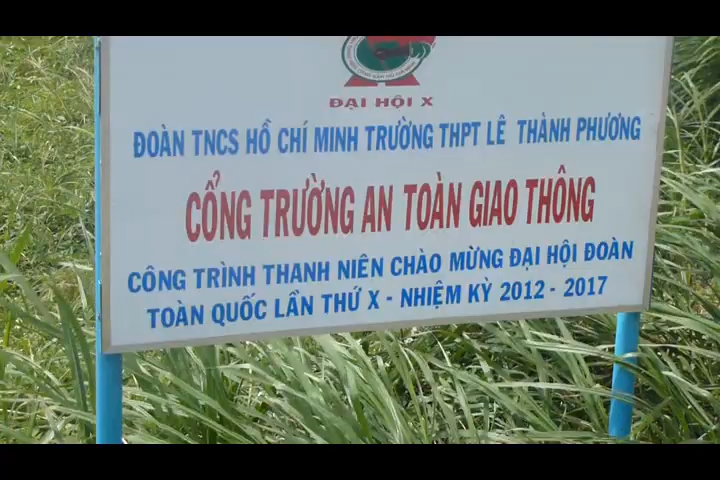 ĐẠI HỘI X
ĐOÀN TNCS HỒ CHÍ MINH TRƯỜNG THPT LÊ THÀNH PHƯƠNG
CỔNG TRƯỜNG AN TOÀN GIAO THÔNG
CÔNG TRÌNH THANH NIÊN CHÀO MỪNG ĐẠI HỘI ĐOÀN
TOÀN QUỐC LẦN THỨ X - NHIỆM KỲ 2012 - 2017